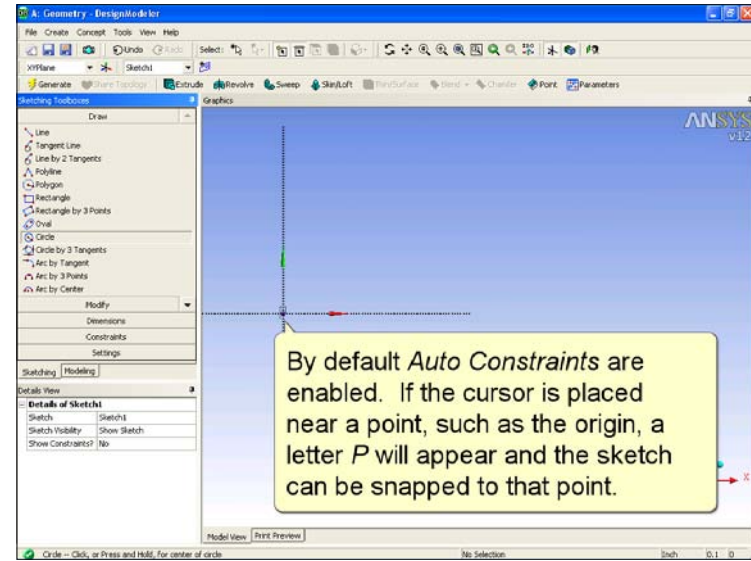 A: Geometry - DesignModeler
File Create Concept Tools View Help
Undo Redo Select:
XYPlane Sketch1
Generate Share Topology Extrude Revolve Sweep Skin/Loft Thin/Surface Blend Chamfer Point Parameters
Sketching Toolboxes
Graphics
Draw
Line
Tangent Line
Line by 2 Tangents
Polyline
Polygon
Rectangle
Rectangle by 3 Points
Oval
Circle
Circle by 3 Tangents
Arc by Tangent
Arc by 3 Points
Arc by Center
Modify
Dimensions
Constraints
Settings
Sketching Modeling
Details View
Details of Sketch1
Sketch Sketch1
Sketch Visibility Show Sketch
Show Constraints? No
ANSYS
v12
By default Auto Constraints are
enabled. If the cursor is placed
near a point, such as the origin, a
letter P will appear and the sketch
can be snapped to that point.
X
Model View Print Preview
Circle -- Click, or Press and Hold, for center of circle No Selection Inch 0.1 0